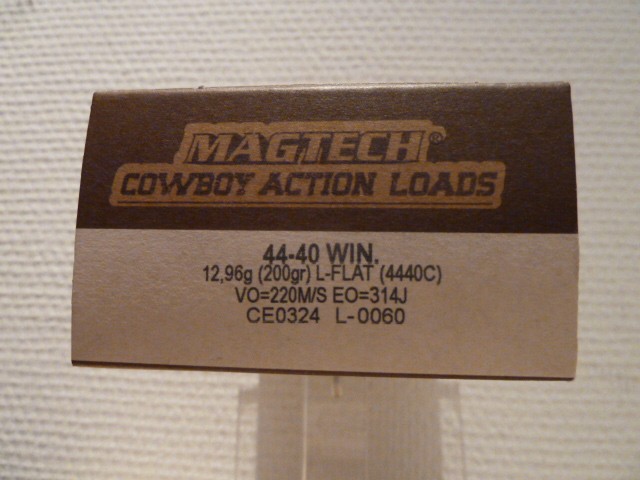 MAGTECH®
COWBOY ACTION LOADS
44-40 WIN.
12,96g (200gr) L-FLAT (4440C)
VO=220M/S EO=314J
CE0324 L-0060